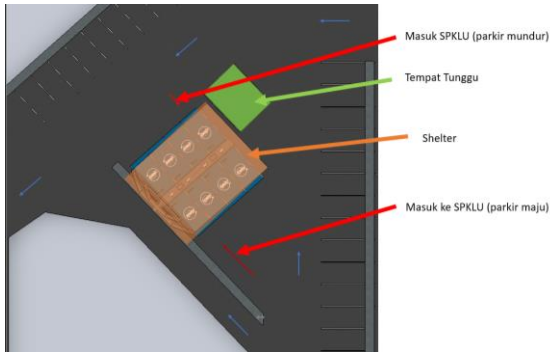 Masuk SPKLU (parkir mundur)
Tempat Tunggu
Shelter
Masuk ke SPKLU (parkir maju)